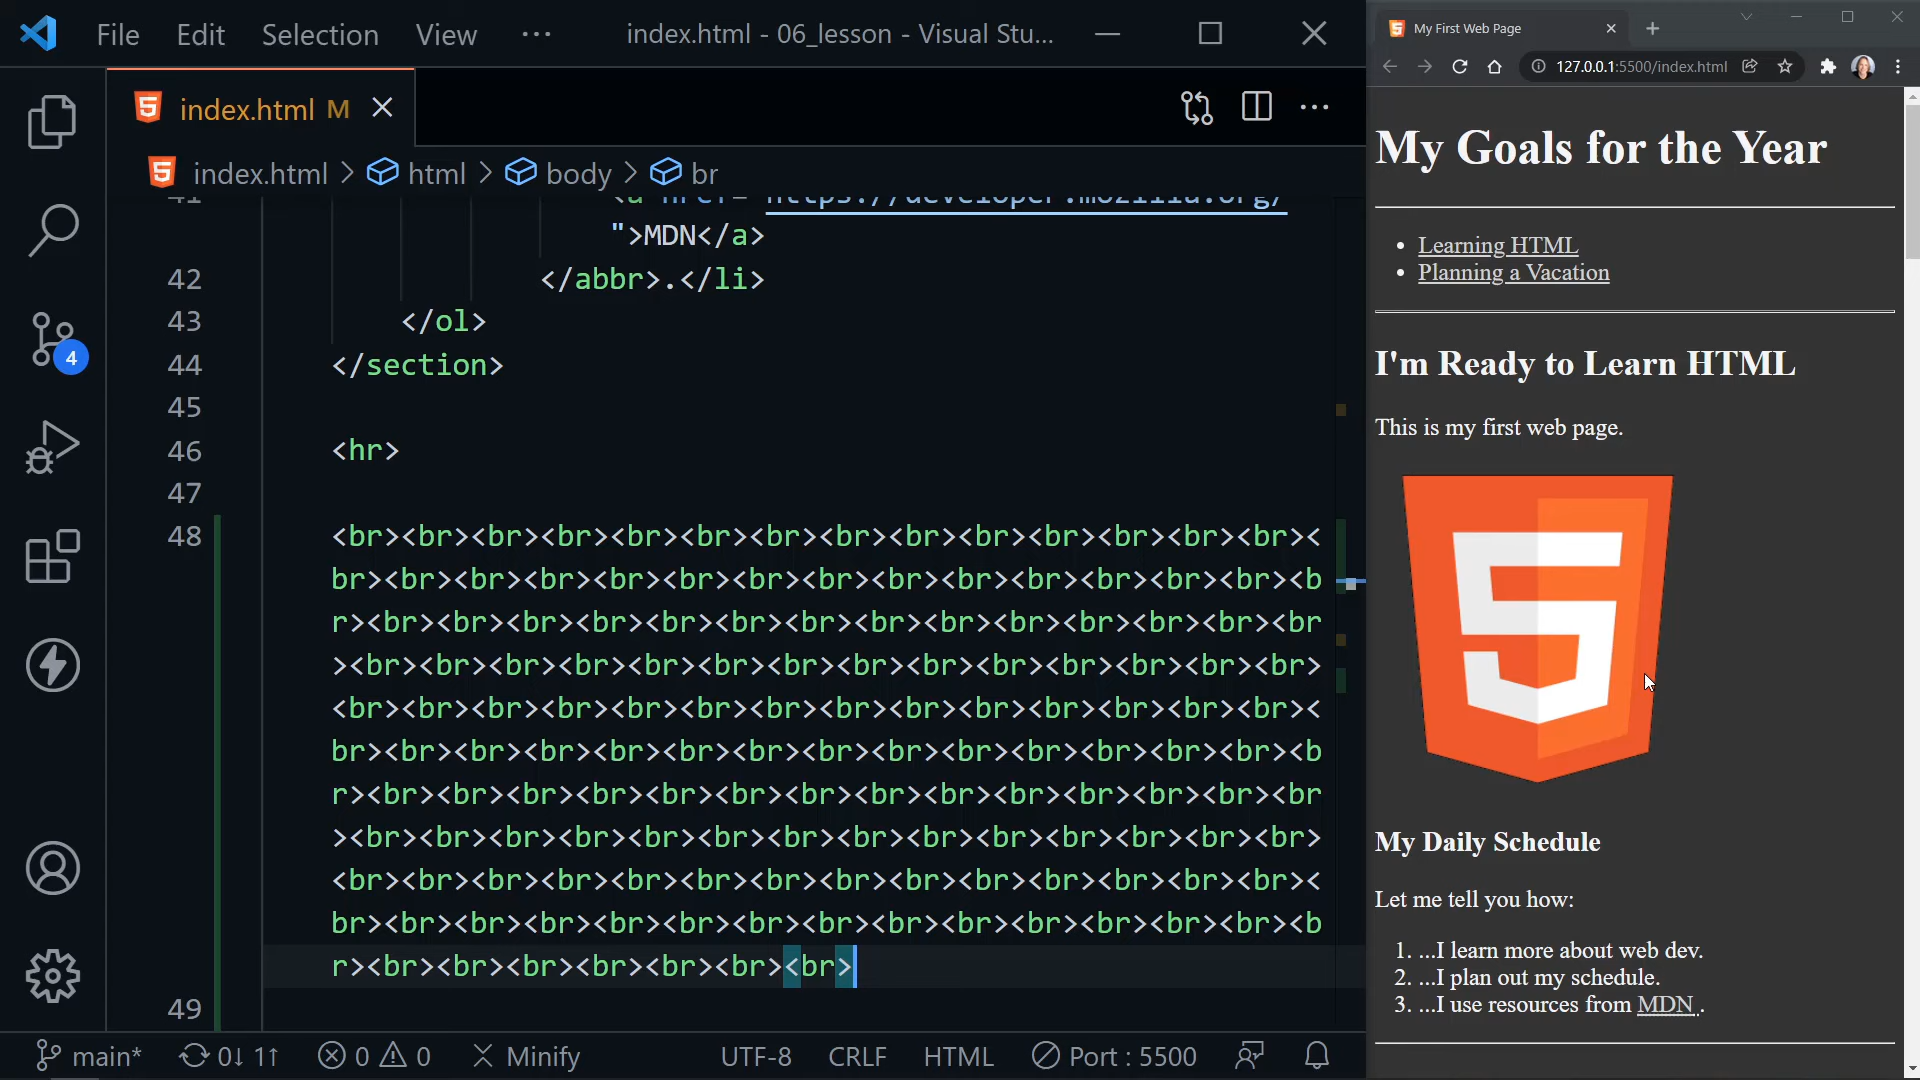 File Edit Selection View ··· index.html - 06_lesson - Visual Stu...
index.html M
index.html > html > body > br
41 <a href="https://developer.mozilla.org/
">MDN</a>
42 </abbr>.</li>
43 </ol>
44 </section>
45
46 <hr>
47
48 <br><br><br><br><br><br><br><br><br><br><br><br><br><br><
br><br><br><br><br><br><br><br><br><br><br><br><br><br><b
r><br><br><br><br><br><br><br><br><br><br><br><br><br><br
><br><br><br><br><br><br><br><br><br><br><br><br><br><br>
<br><br><br><br><br><br><br><br><br><br><br><br><br><br><
br><br><br><br><br><br><br><br><br><br><br><br><br><br><b
r><br><br><br><br><br><br><br><br><br><br><br><br><br><br
><br><br><br><br><br><br><br><br><br><br><br><br><br><br>
<br><br><br><br><br><br><br><br><br><br><br><br><br><br><
br><br><br><br><br><br><br><br><br><br><br><br><br><br><b
r><br><br><br><br><br><br><br>
49
4
main* 0↓ 1↑ 0 0 Minify UTF-8 CRLF HTML Port : 5500
My First Web Page
127.0.0.1:5500/index.html
My Goals for the Year
• Learning HTML
• Planning a Vacation
I'm Ready to Learn HTML
This is my first web page.
5
My Daily Schedule
Let me tell you how:
1. ...I learn more about web dev.
2. ...I plan out my schedule.
3. ...I use resources from MDN .